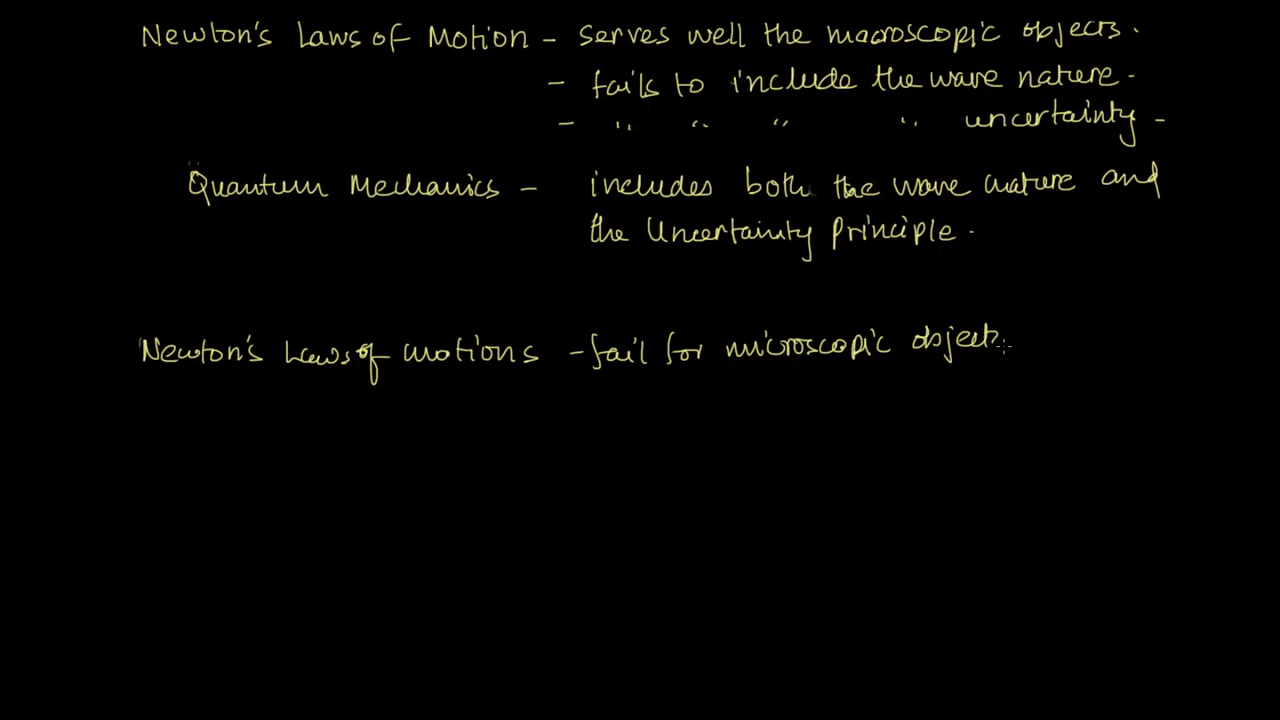 Newton's Laws of Motion - serves well the macroscopic objects.
- fails to include the wave nature.
- " " " " uncertainty -
Quantum Mechanics - includes both the wave nature and
the Uncertainty Principle.
Newton's Laws of motions - fail for microscopic objects